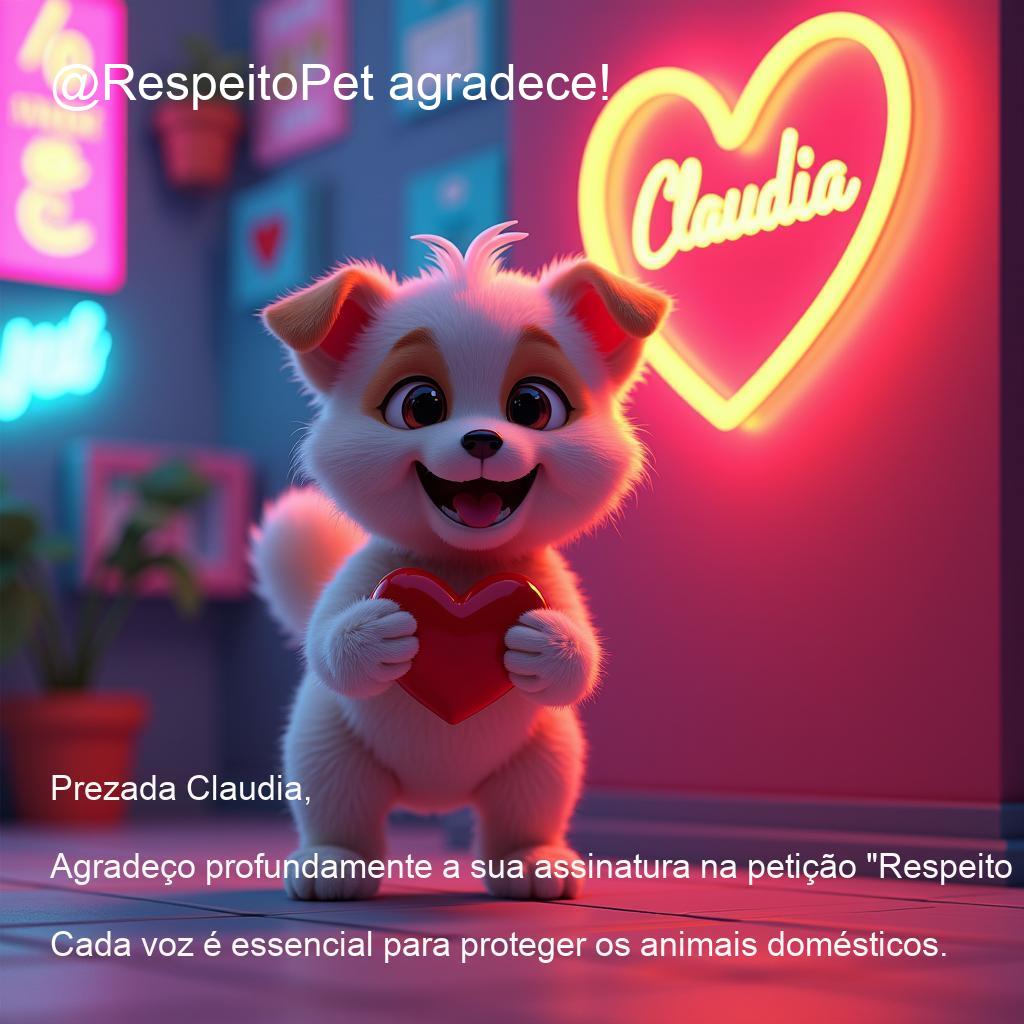 @RespeitoPet agradece!
Claudia
Prezada Claudia,
Agradeço profundamente a sua assinatura na petição "Respeito
Cada voz é essencial para proteger os animais domésticos.